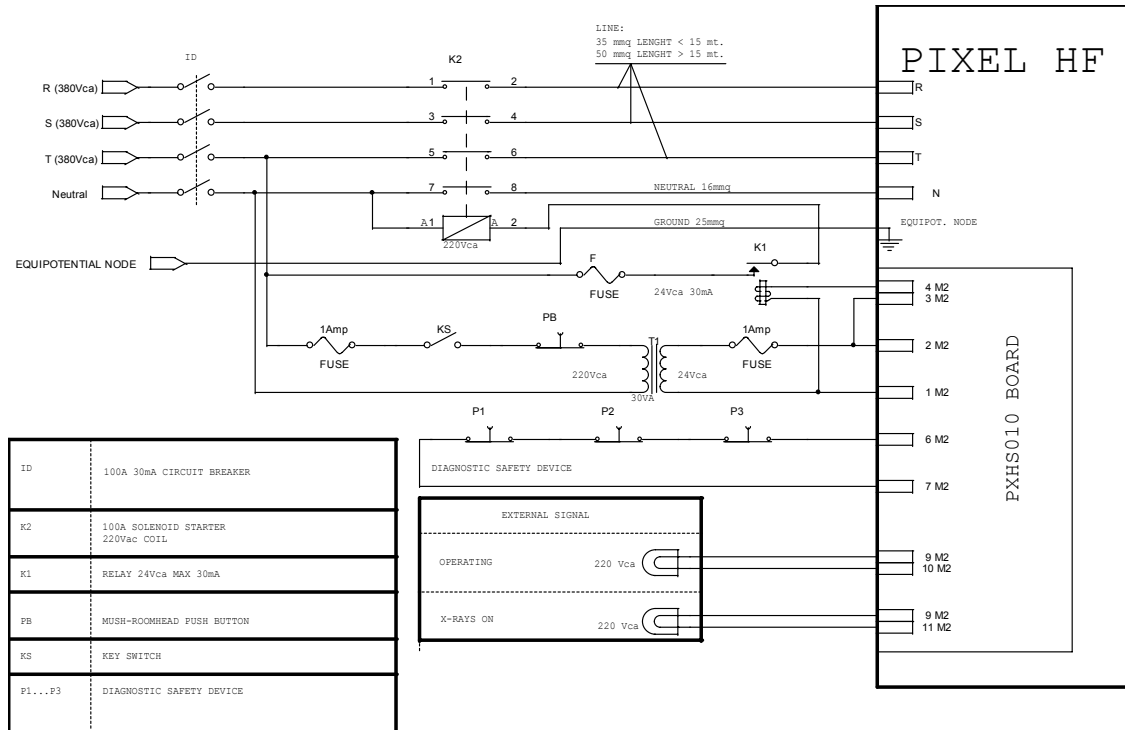 LINE:
35 mmq LENGHT < 15 mt.
50 mmq LENGHT > 15 mt.
PIXEL HF
ID
K2
R (380Vca)
1
2
R
S (380Vca)
3
4
S
T (380Vca)
5
6
T
Neutral
7
8
NEUTRAL 16mmq
N
A1
A 2
220Vca
GROUND 25mmq
EQUIPOT. NODE
EQUIPOTENTIAL NODE
K1
F
FUSE
24Vca 30mA
4 M2
3 M2
1Amp
FUSE
KS
PB
T1
220Vca
24Vca
30VA
1Amp
FUSE
2 M2
1 M2
P1
P2
P3
6 M2
DIAGNOSTIC SAFETY DEVICE
7 M2
PXHS010 BOARD
EXTERNAL SIGNAL
OPERATING
220 Vca
9 M2
10 M2
X-RAYS ON
220 Vca
9 M2
11 M2
ID
100A 30mA CIRCUIT BREAKER
K2
100A SOLENOID STARTER
220Vac COIL
K1
RELAY 24Vca MAX 30mA
PB
MUSH-ROOMHEAD PUSH BUTTON
KS
KEY SWITCH
P1...P3
DIAGNOSTIC SAFETY DEVICE